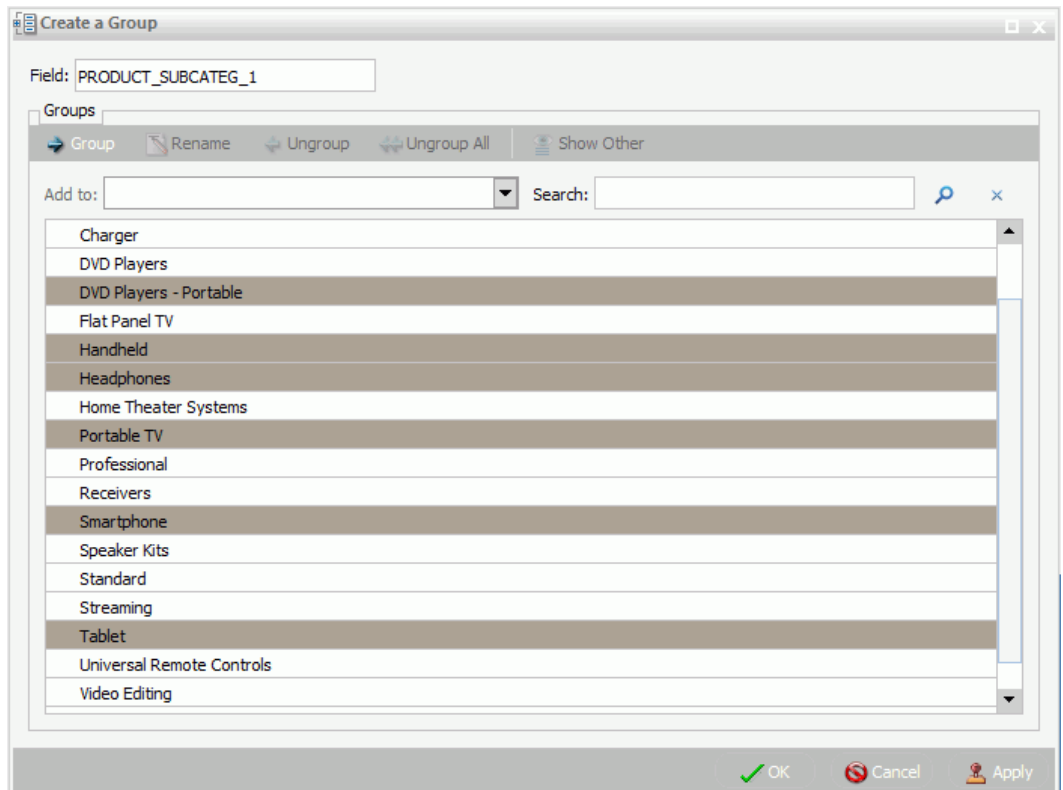 Create a Group
Field: PRODUCT_SUBCATEG_1
Groups
Group Rename Ungroup Ungroup All Show Other
Add to: Search:
Charger
DVD Players
DVD Players - Portable
Flat Panel TV
Handheld
Headphones
Home Theater Systems
Portable TV
Professional
Receivers
Smartphone
Speaker Kits
Standard
Streaming
Tablet
Universal Remote Controls
Video Editing
OK Cancel Apply